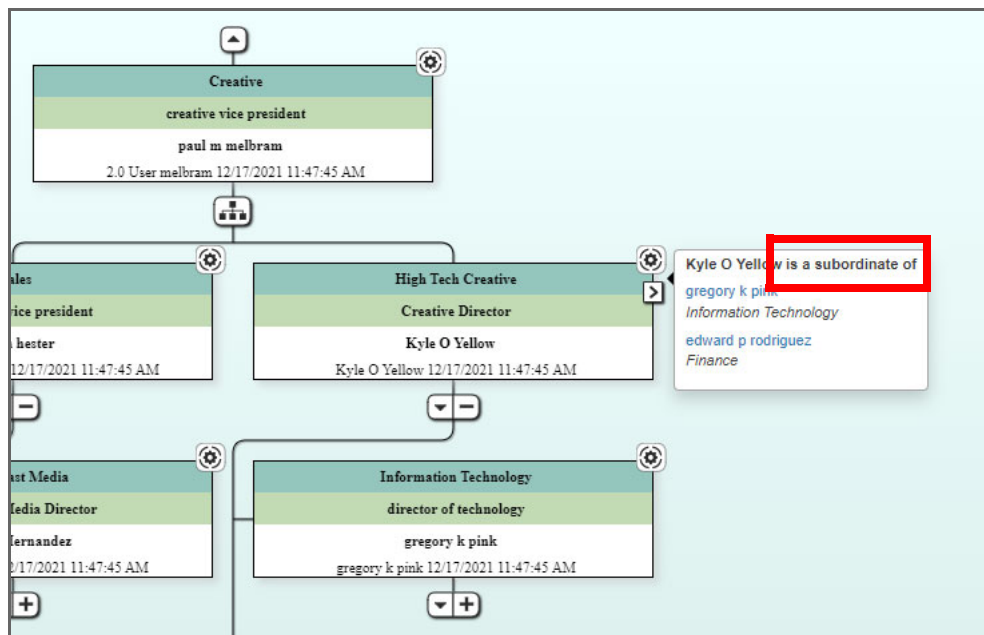 Creative
creative vice president
paul m melbram
2.0 User melbram 12/17/2021 11:47:45 AM
ales
vice president
hester
12/17/2021 11:47:45 AM
High Tech Creative
Creative Director
Kyle O Yellow
Kyle O Yellow 12/17/2021 11:47:45 AM
Kyle O Yellow is a subordinate of
gregory k pink
Information Technology
edward p rodriguez
Finance
ast Media
Media Director
Hernandez
2/17/2021 11:47:45 AM
Information Technology
director of technology
gregory k pink
gregory k pink 12/17/2021 11:47:45 AM